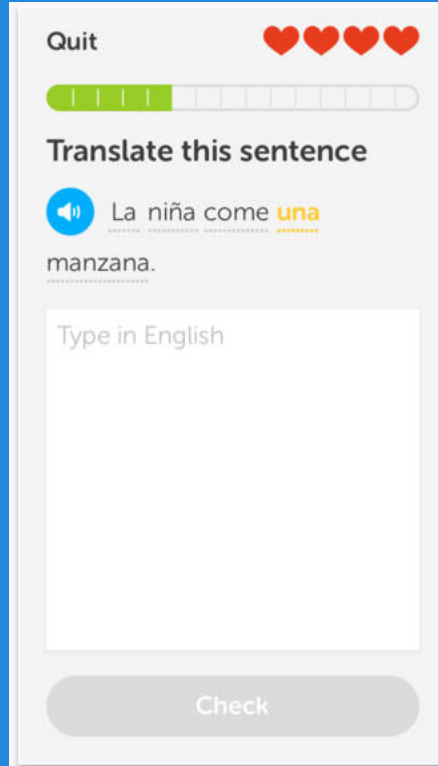 Quit
Translate this sentence
La niña come una
manzana.
Type in English
Check